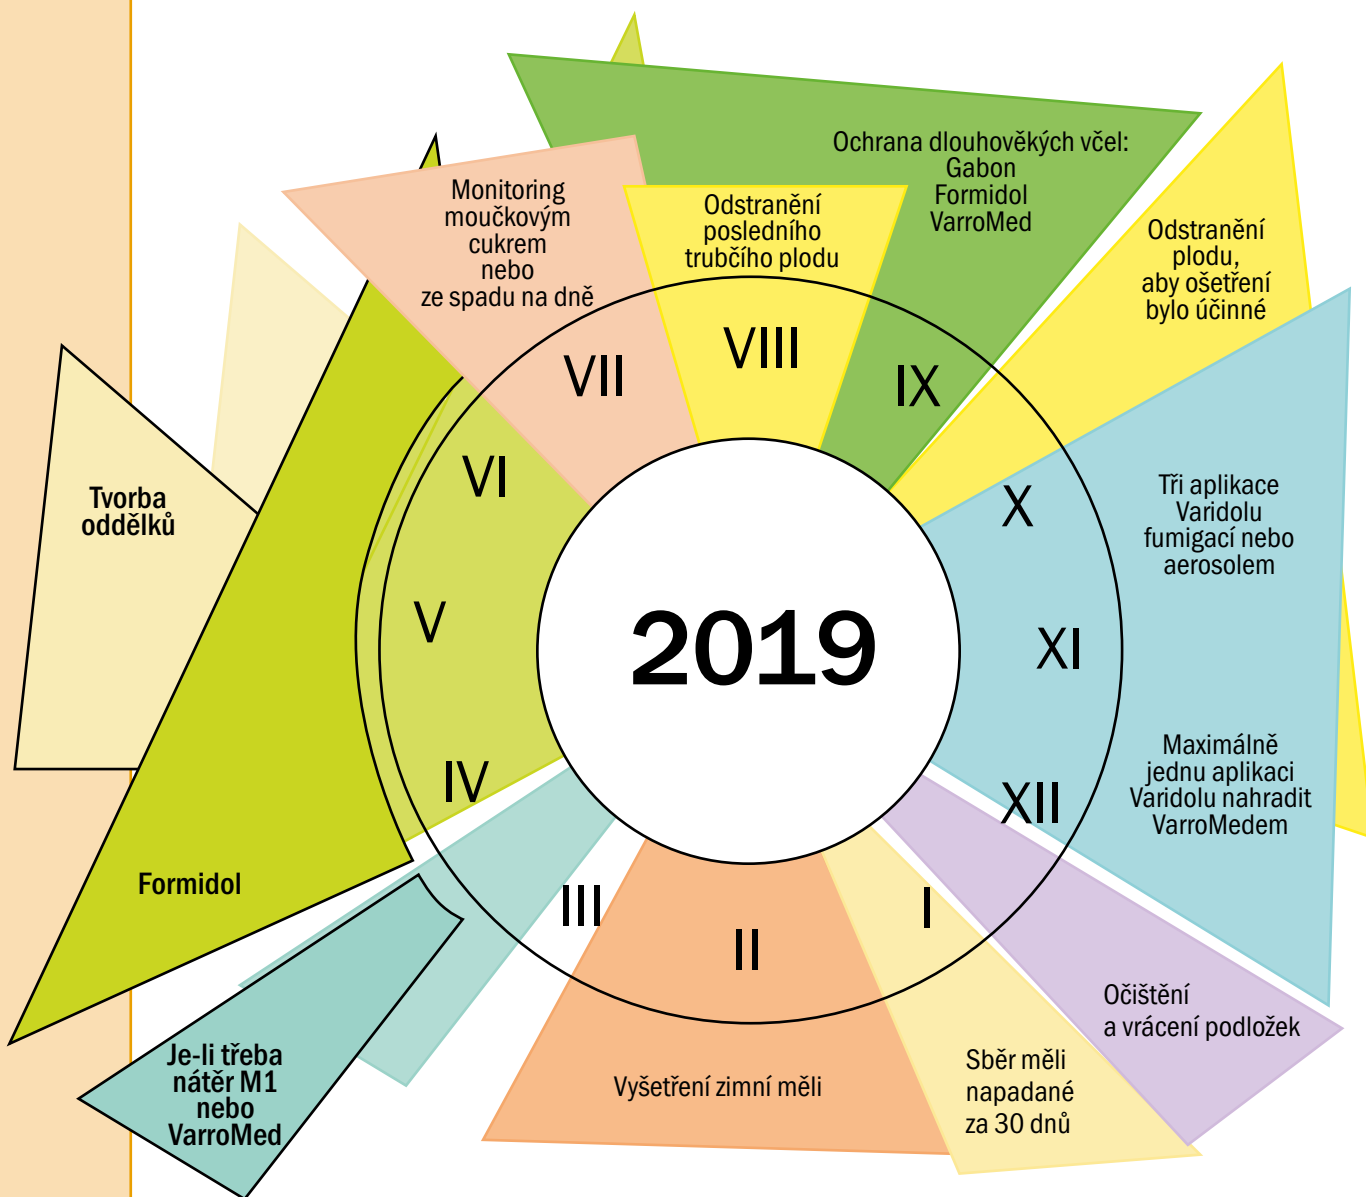 Ochrana dlouhověkých včel:
Gabon
Formidol
VarroMed
Monitoring
moučkovým
cukrem
nebo
ze spadu na dně
Odstranění
posledního
trubčího plodu
Odstranění
plodu,
aby ošetření
bylo účinné
VII
VIII
IX
VI
X
Tvorba
oddělků
Tři aplikace
Varidolu
fumigací nebo
aerosolem
V
2019
XI
IV
XII
Maximálně
jednu aplikaci
Varidolu nahradit
VarroMedem
Formidol
III
II
I
Očištění
a vrácení podložek
Je-li třeba
nátěr M1
nebo
VarroMed
Vyšetření zimní měli
Sběr měli
napadané
za 30 dnů